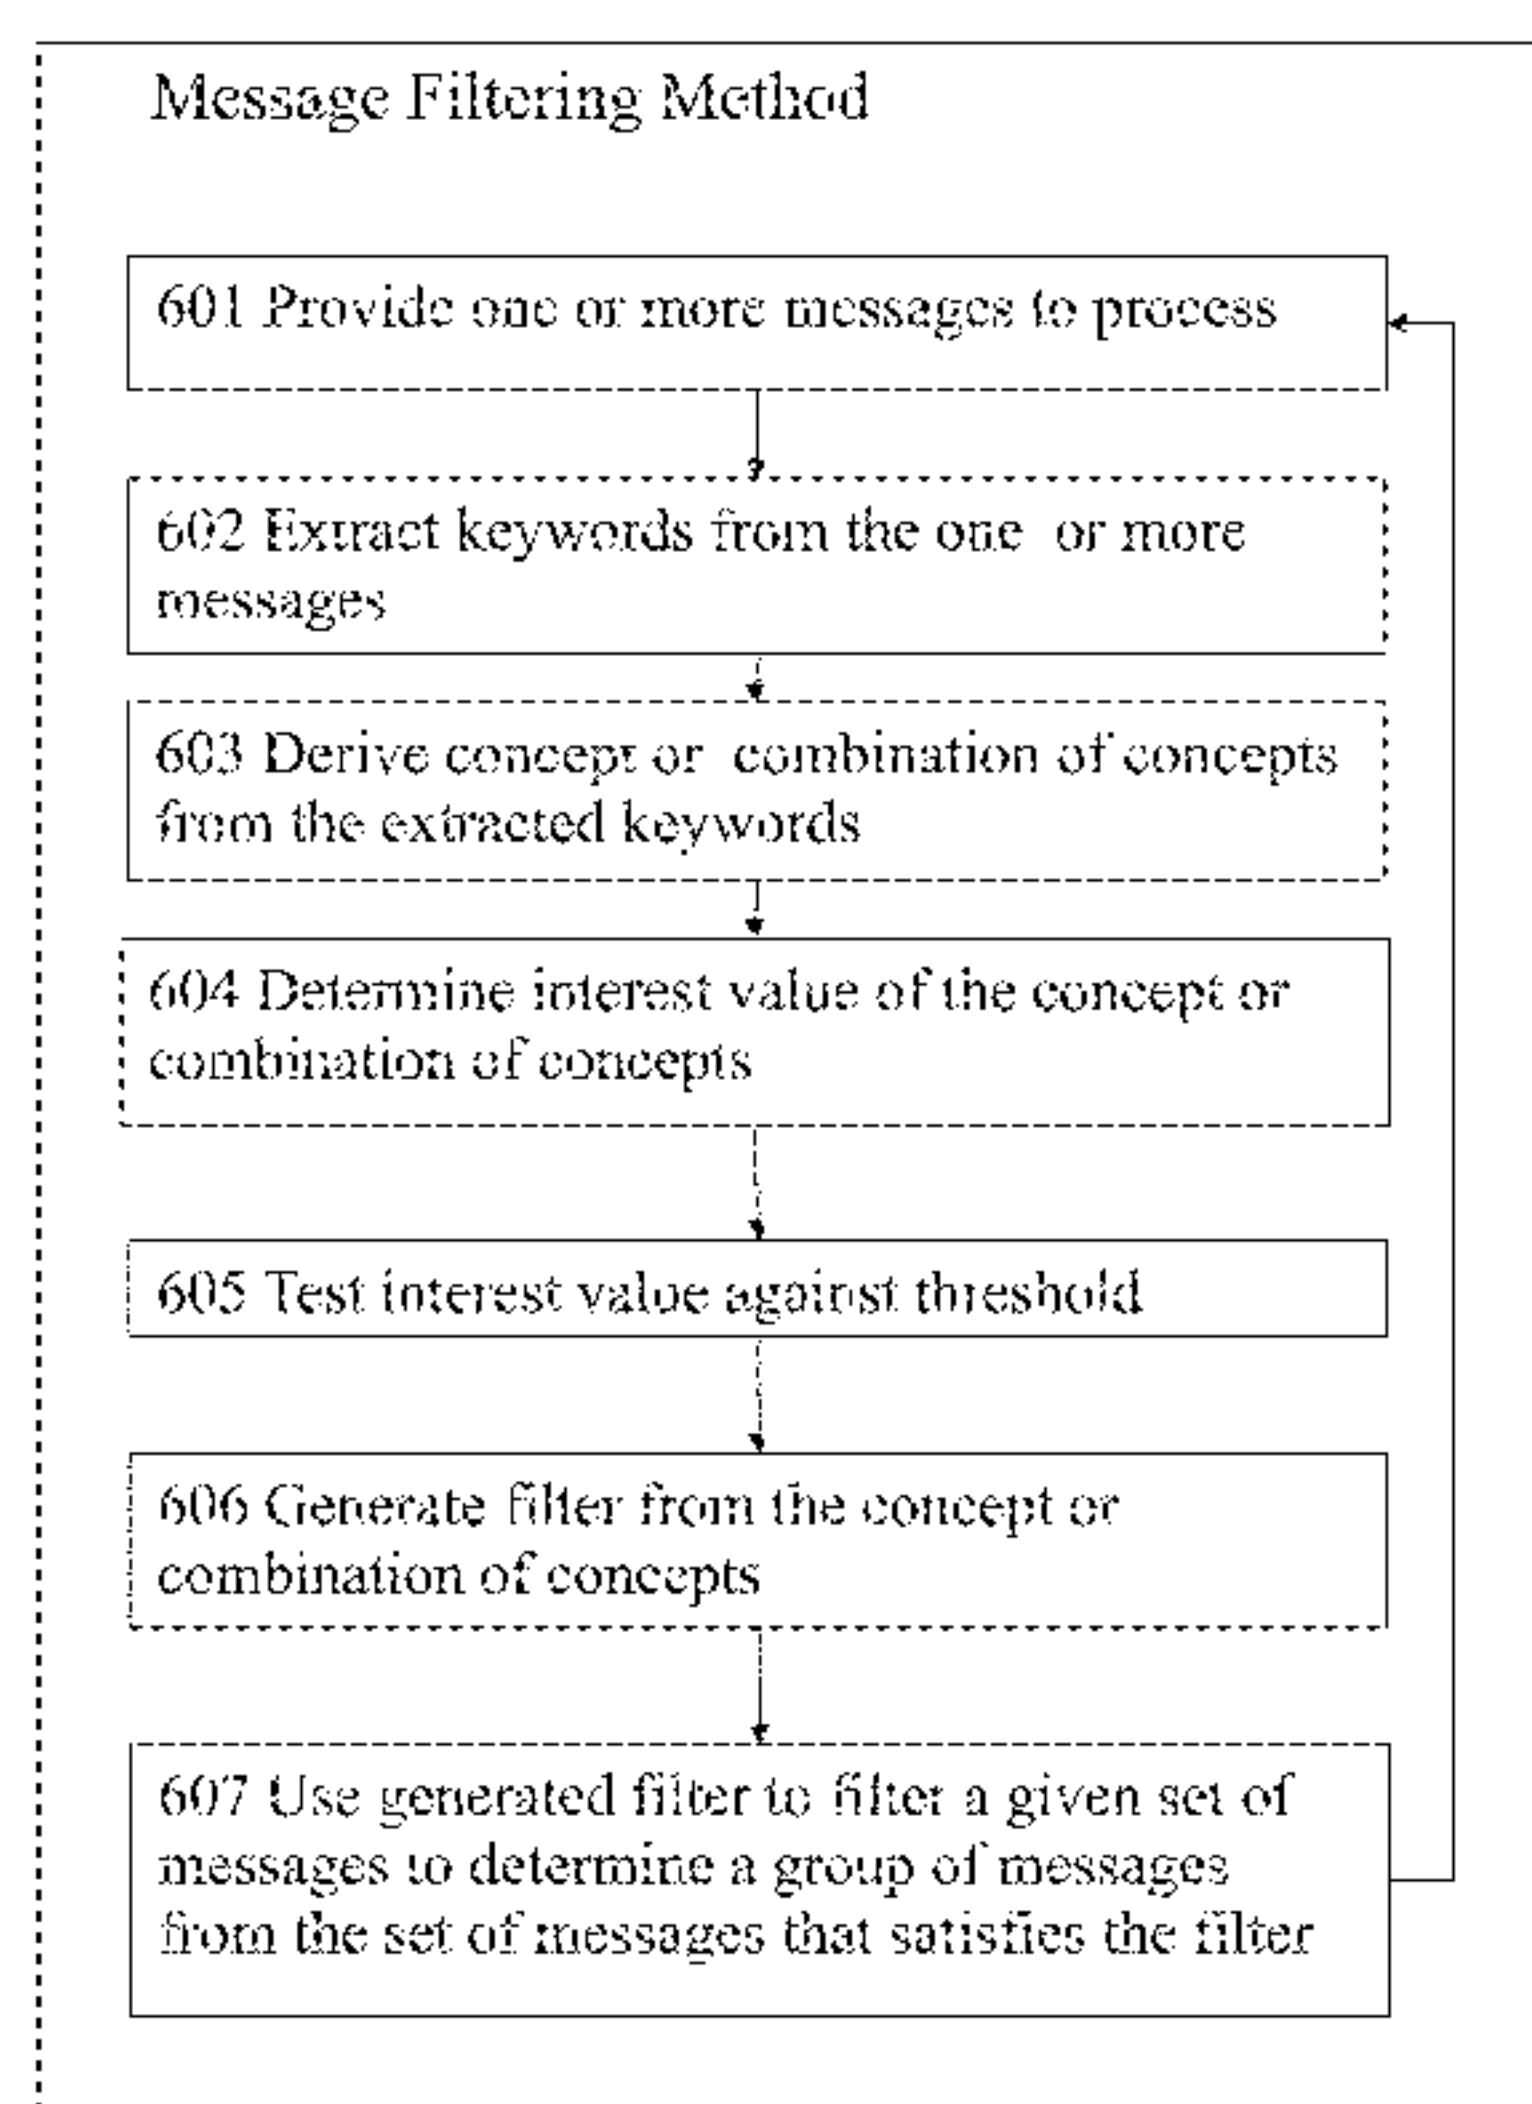 Message Filtering Method
601 Provide one or more messages to process
602 Extract keywords from the one or more
messages
603 Derive concept or combination of concepts
from the extracted keywords
604 Determine interest value of the concept or
combination of concepts
605 Test interest value against threshold
606 Generate filter from the concept or
combination of concepts
607 Use generated filter to filter a given set of
messages to determine a group of messages
from the set of messages that satisfies the filter